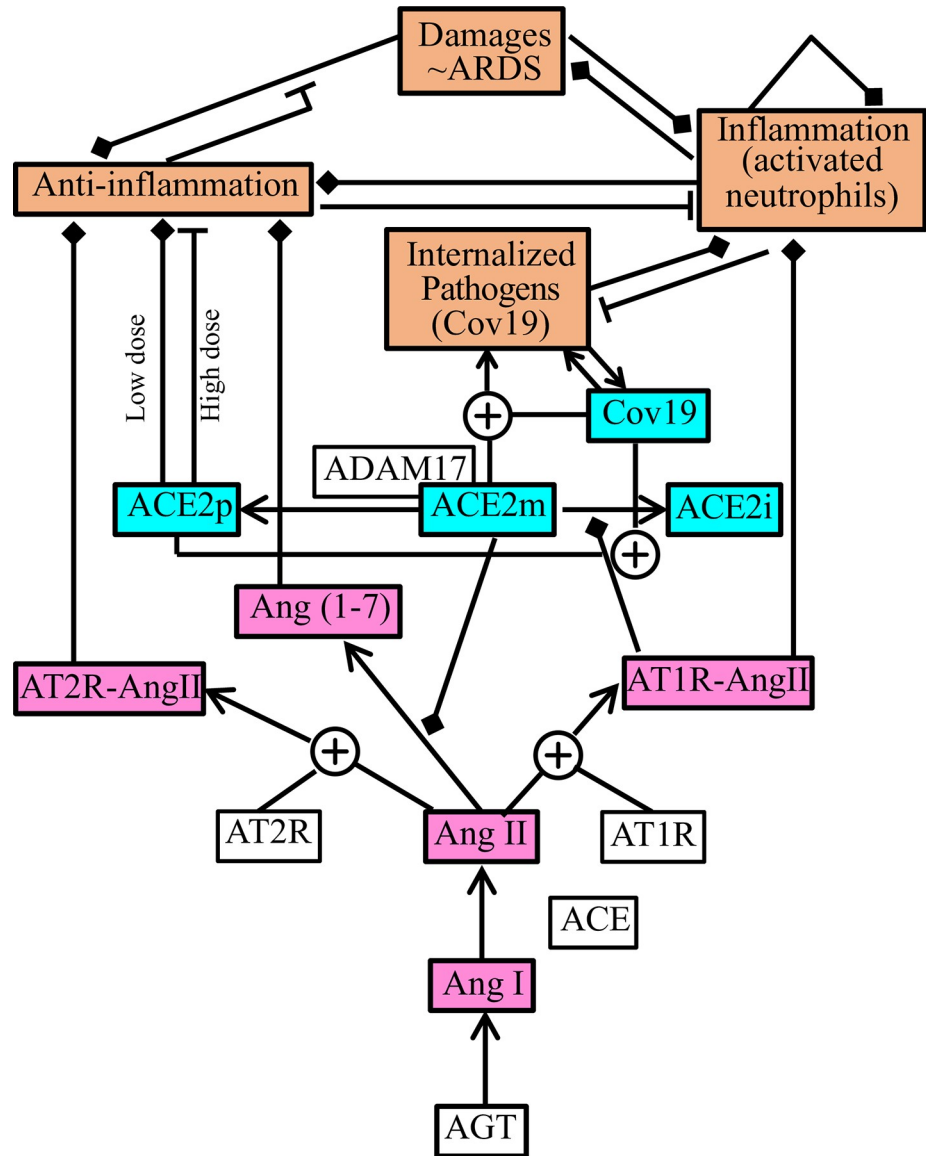 Damages
~ARDS
Inflammation
(activated
neutrophils)
Anti-inflammation
Internalized
Pathogens
(Cov19)
Low dose
High dose
Cov19
ADAM17
ACE2p
ACE2m
ACE2i
Ang (1-7)
AT2R-AngII
AT1R-AngII
AT2R
Ang II
AT1R
ACE
Ang I
AGT